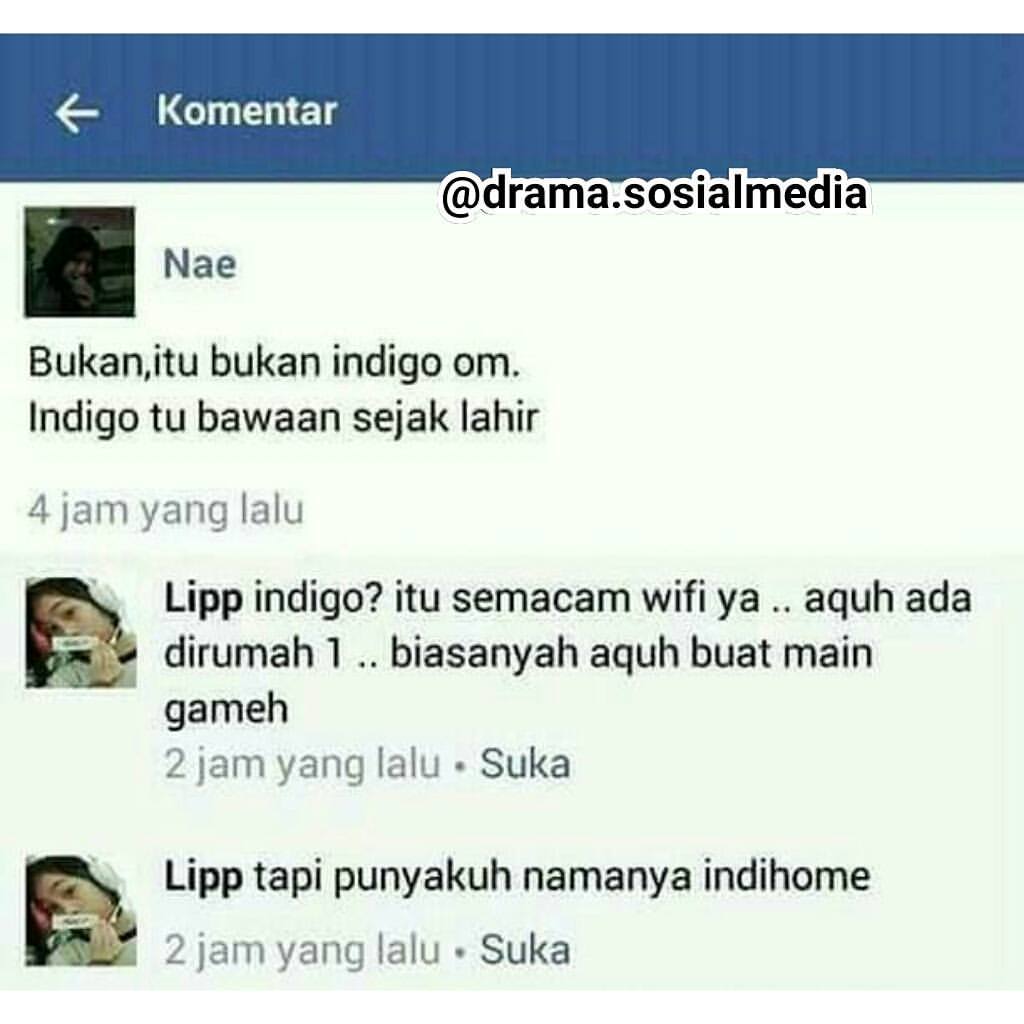 Komentar
@drama.sosialmedia
Nae
Bukan,itu bukan indigo om.
Indigo tu bawaan sejak lahir
4 jam yang lalu
Lipp indigo? itu semacam wifi ya .. aquh ada
dirumah 1 .. biasanyah aquh buat main
gameh
2 jam yang lalu • Suka
Lipp tapi punyakuh namanya indihome
2 jam yang lalu • Suka